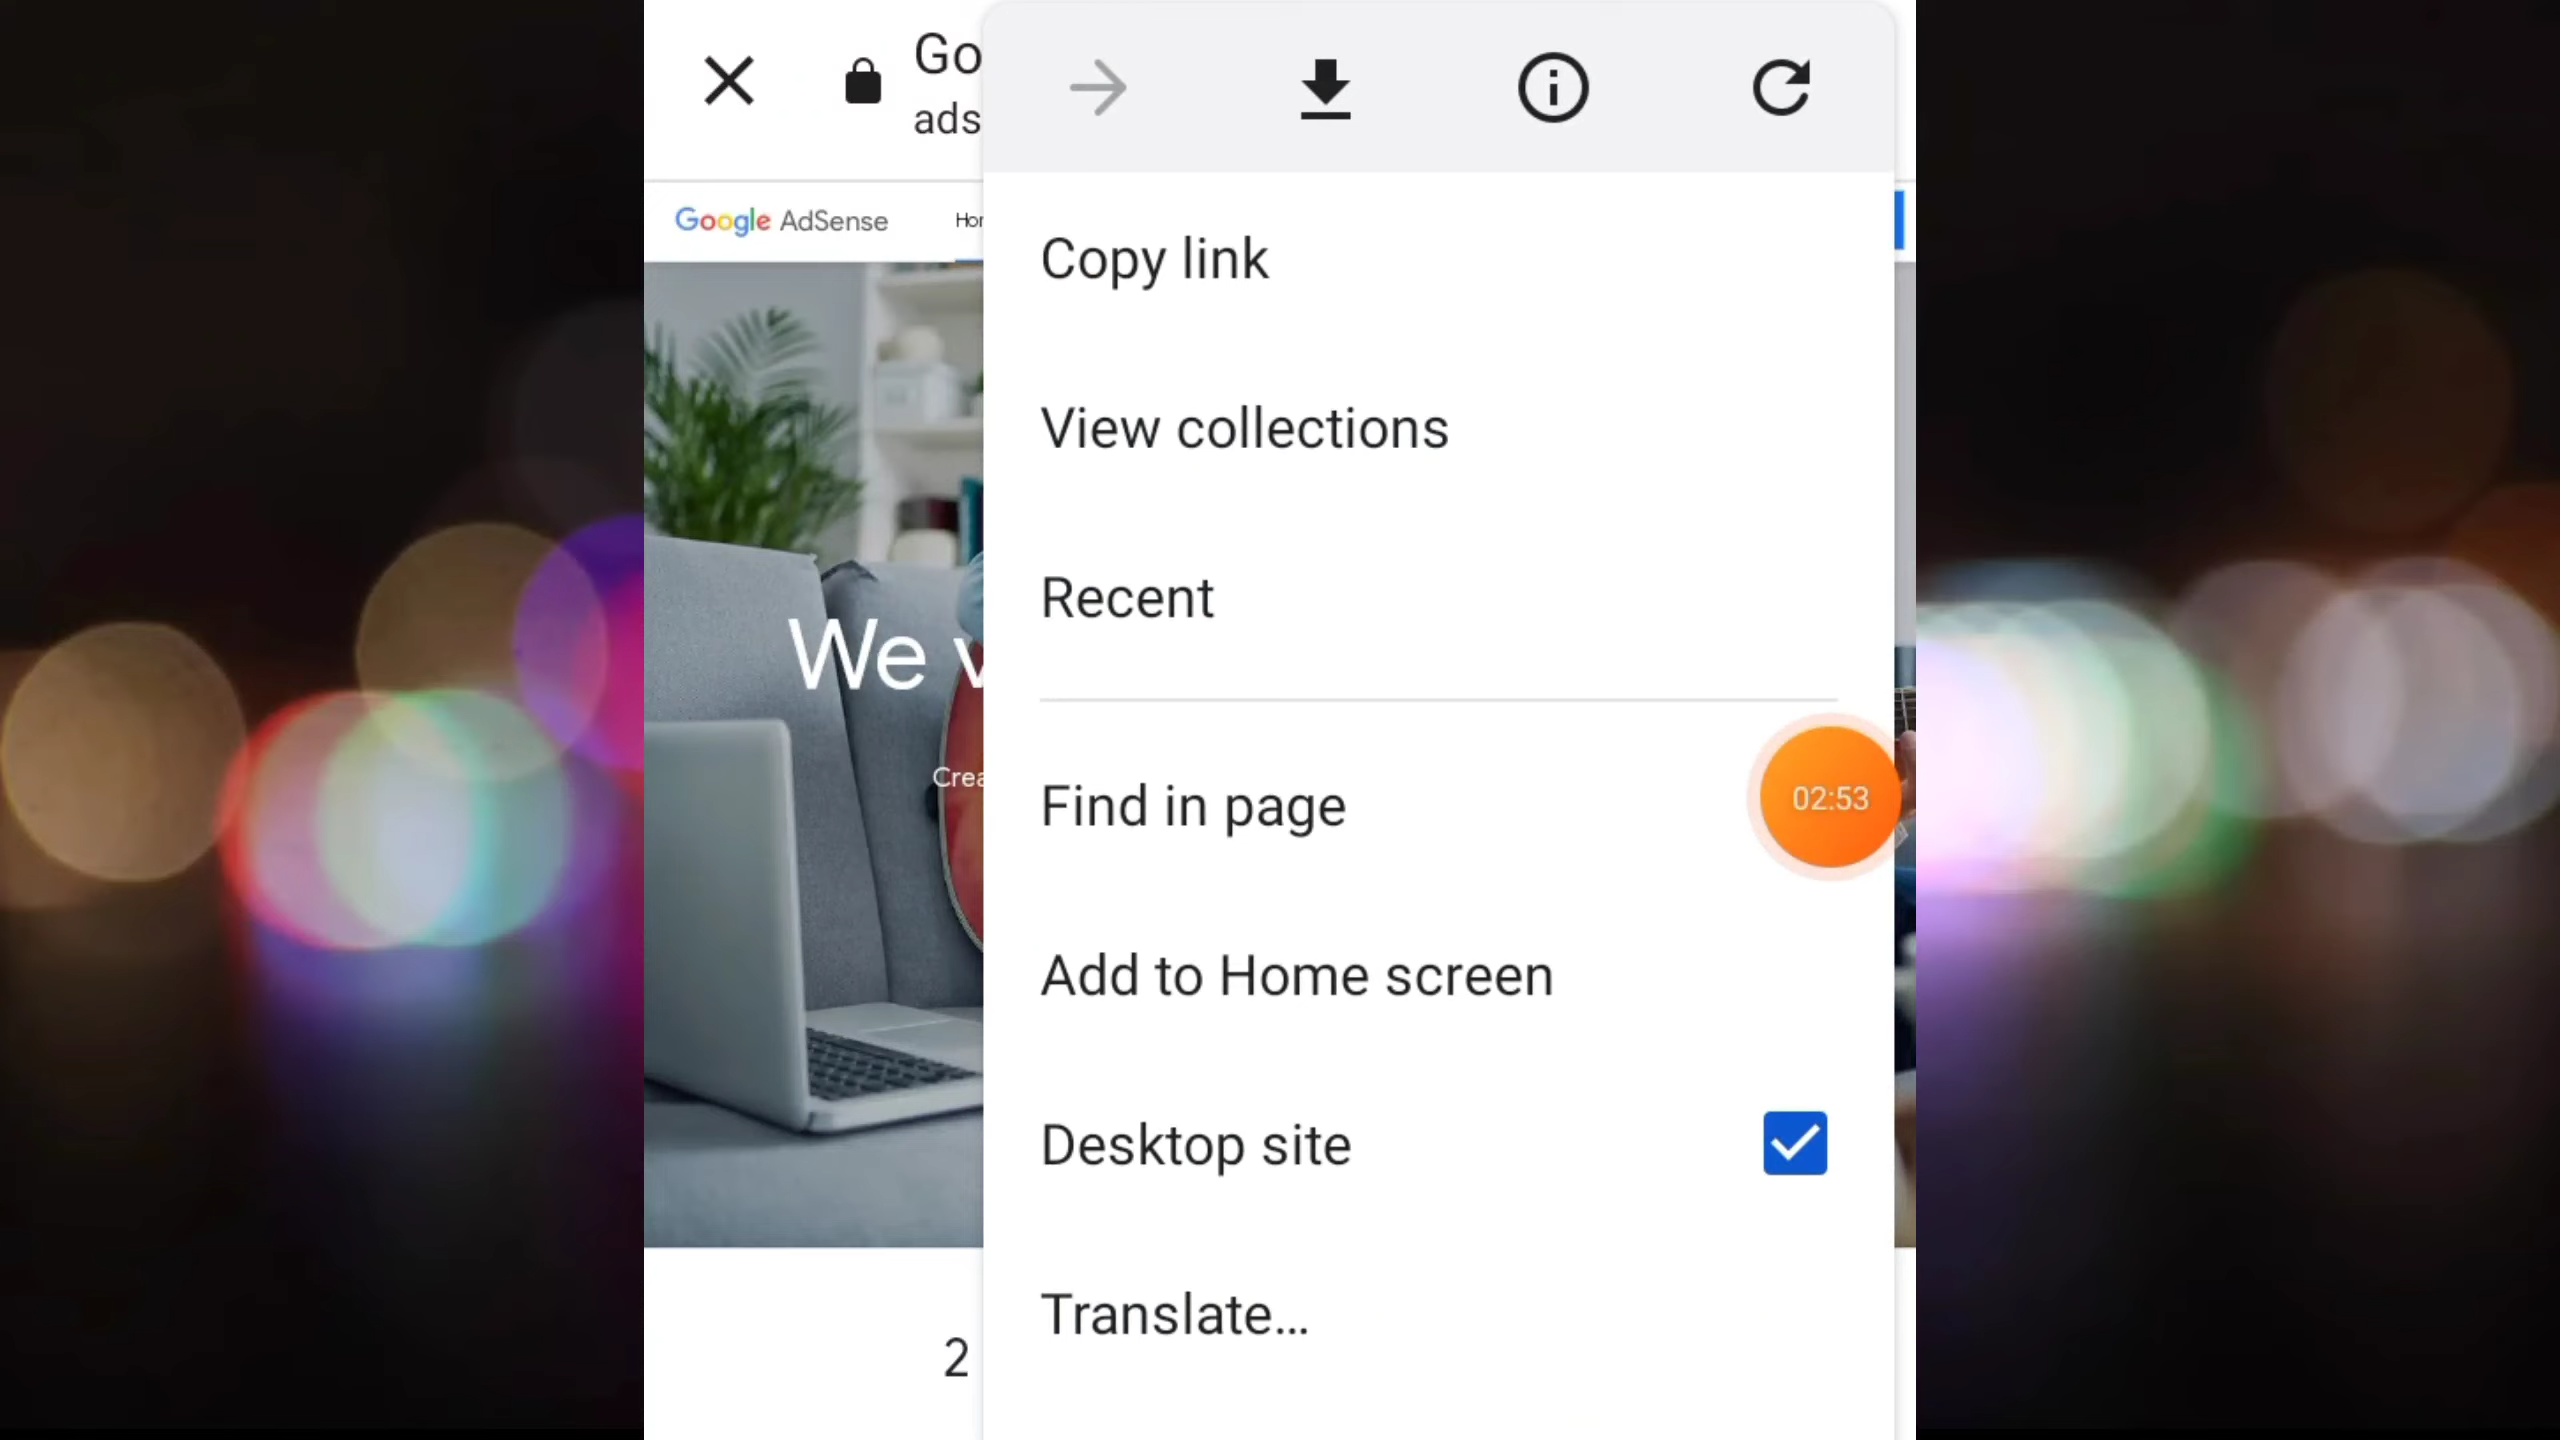 Go
ads
Google AdSense
Hor
Copy link
View collections
Recent
We v
Crea
Find in page
02:53
Add to Home screen
Desktop site
Translate...
2